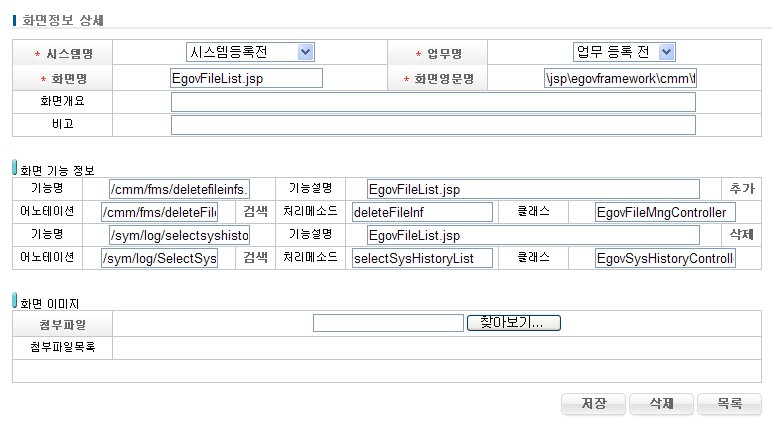 화면정보 상세
* 시스템명 시스템등록전 * 업무명 업무 등록 전
* 화면명 EgovFileList.jsp * 화면영문명 \jsp\egovframework\cmm\f
화면개요
비고
화면 기능 정보
기능명 /cmm/fms/deletefileinfs. 기능설명 EgovFileList.jsp 추가
어노테이션 /cmm/fms/deleteFile 검색 처리메소드 deleteFileInf 클래스 EgovFileMngController
기능명 /sym/log/selectsyshisto 기능설명 EgovFileList.jsp 삭제
어노테이션 /sym/log/SelectSys 검색 처리메소드 selectSysHistoryList 클래스 EgovSysHistoryControlle
화면 이미지
첨부파일 찾아보기...
첨부파일목록
저장 삭제 목록